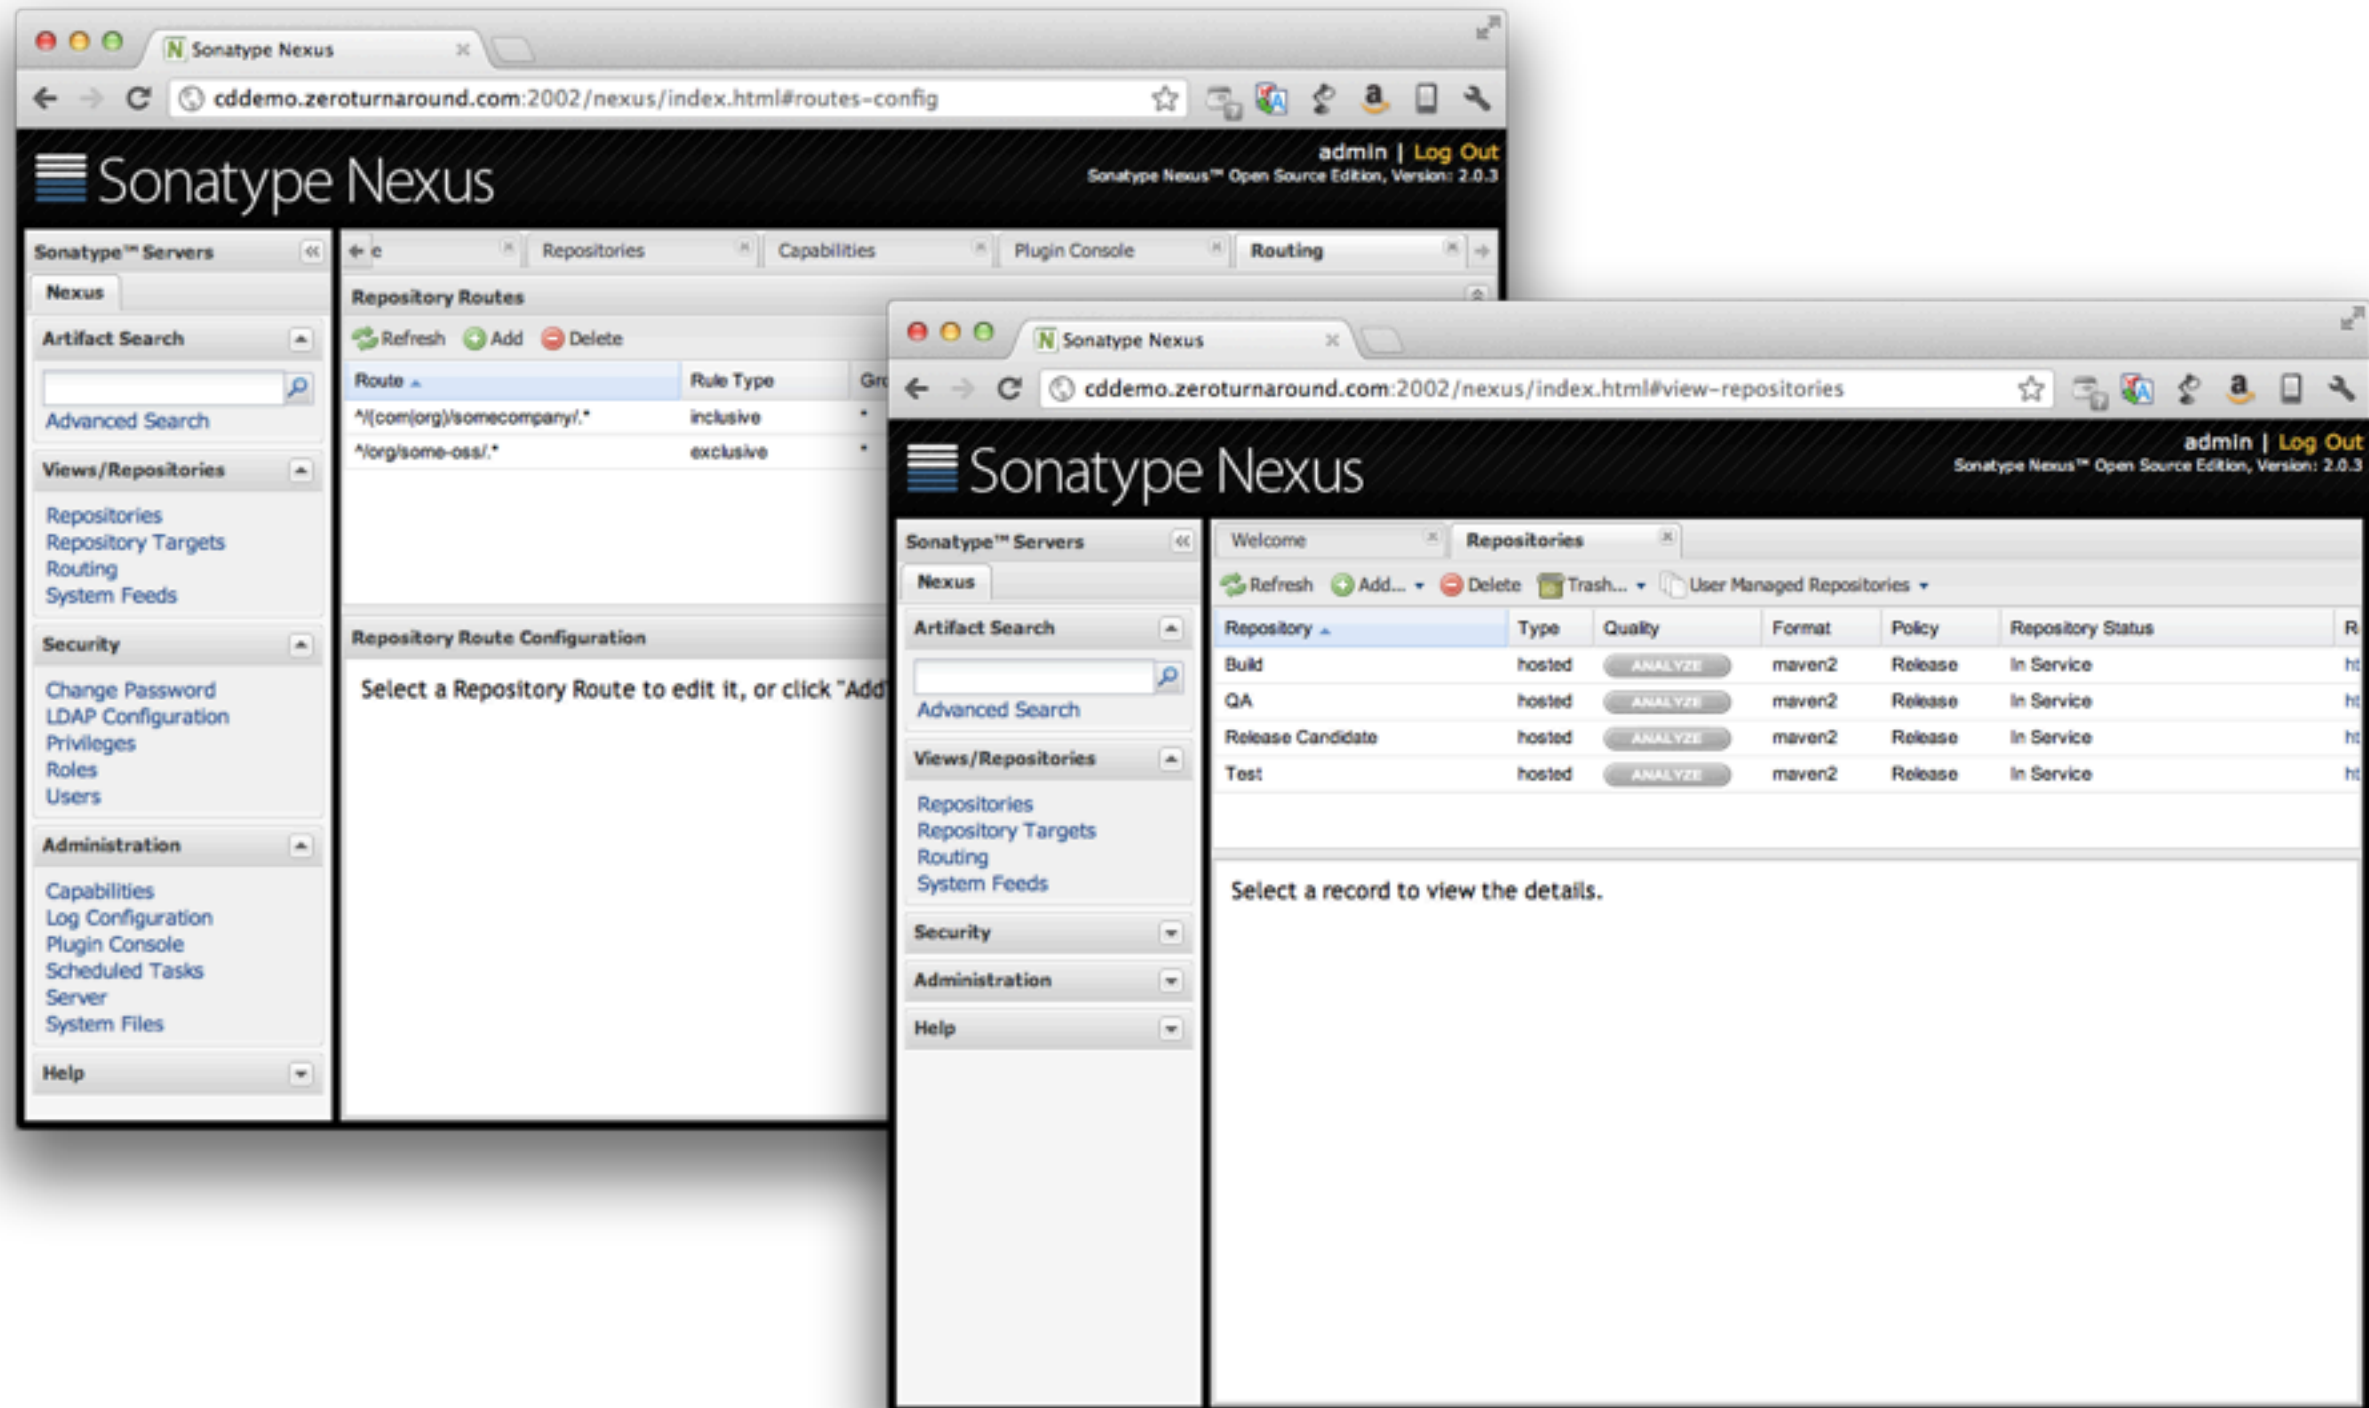 Sonatype Nexus
cddemo.zeroturnaround.com:2002/nexus/index.html#routes-config
Sonatype Nexus
admin | Log Out
Sonatype Nexus™ Open Source Edition, Version: 2.0.3
Sonatype™ Servers
e Repositories Capabilities Plugin Console Routing
Nexus
Repository Routes
Artifact Search
Refresh Add Delete
Route Rule Type Gro
Advanced Search
^/(com|org)/somecompany/.* inclusive *
^/org/some-oss/.* exclusive *
Views/Repositories
Repositories
Repository Targets
Routing
System Feeds
Security
Repository Route Configuration
Change Password
Select a Repository Route to edit it, or click "Add"
LDAP Configuration
Privileges
Roles
Users
Administration
Capabilities
Log Configuration
Plugin Console
Scheduled Tasks
Server
System Files
Help
Sonatype Nexus
cddemo.zeroturnaround.com:2002/nexus/index.html#view-repositories
Sonatype Nexus
admin | Log Out
Sonatype Nexus™ Open Source Edition, Version: 2.0.3
Sonatype™ Servers
Welcome Repositories
Nexus
Refresh Add... Delete Trash... User Managed Repositories
Artifact Search
Repository Type Quality Format Policy Repository Status R
Build hosted ANALYZE maven2 Release In Service ht
QA hosted ANALYZE maven2 Release In Service ht
Advanced Search
Release Candidate hosted ANALYZE maven2 Release In Service ht
Test hosted ANALYZE maven2 Release In Service ht
Views/Repositories
Repositories
Repository Targets
Routing
System Feeds
Select a record to view the details.
Security
Administration
Help